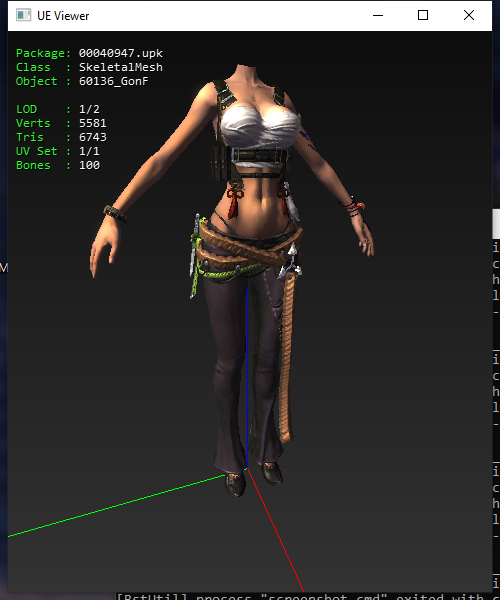 UE Viewer
Package: 00040947.upk
Class : SkeletalMesh
Object : 60136_GonF
LOD : 1/2
Verts : 5581
Tris : 6743
UV Set : 1/1
Bones : 100
M
i
c
h
l
-
i
c
h
l
-
i
c
h
l
-
i
[BstUtil] process "screenshot.cmd" exited with c